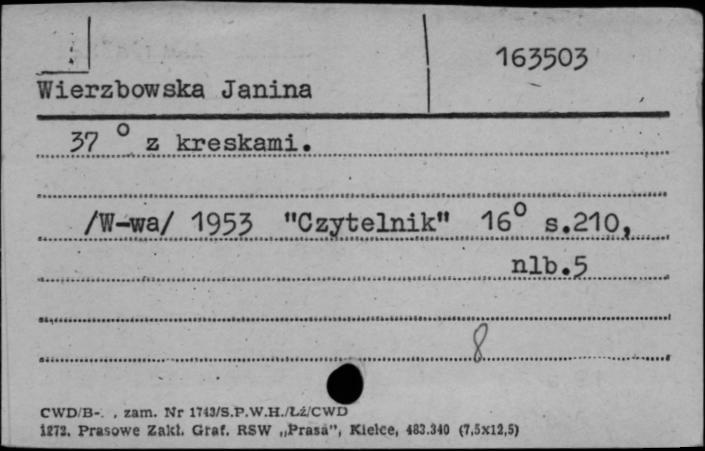 163503
Wierzbowska Janina
37 ° z kreskami.
/W-wa/ 1953 "Czytelnik" 16° s.210,
nlb.5
8
CWD/B-. , zam. Nr 1743/S.P.W.H./Łź/CWD
1272. Prasowe Zakł. Graf. RSW „Prasa", Kielce, 483.340 (7,5x12,5)